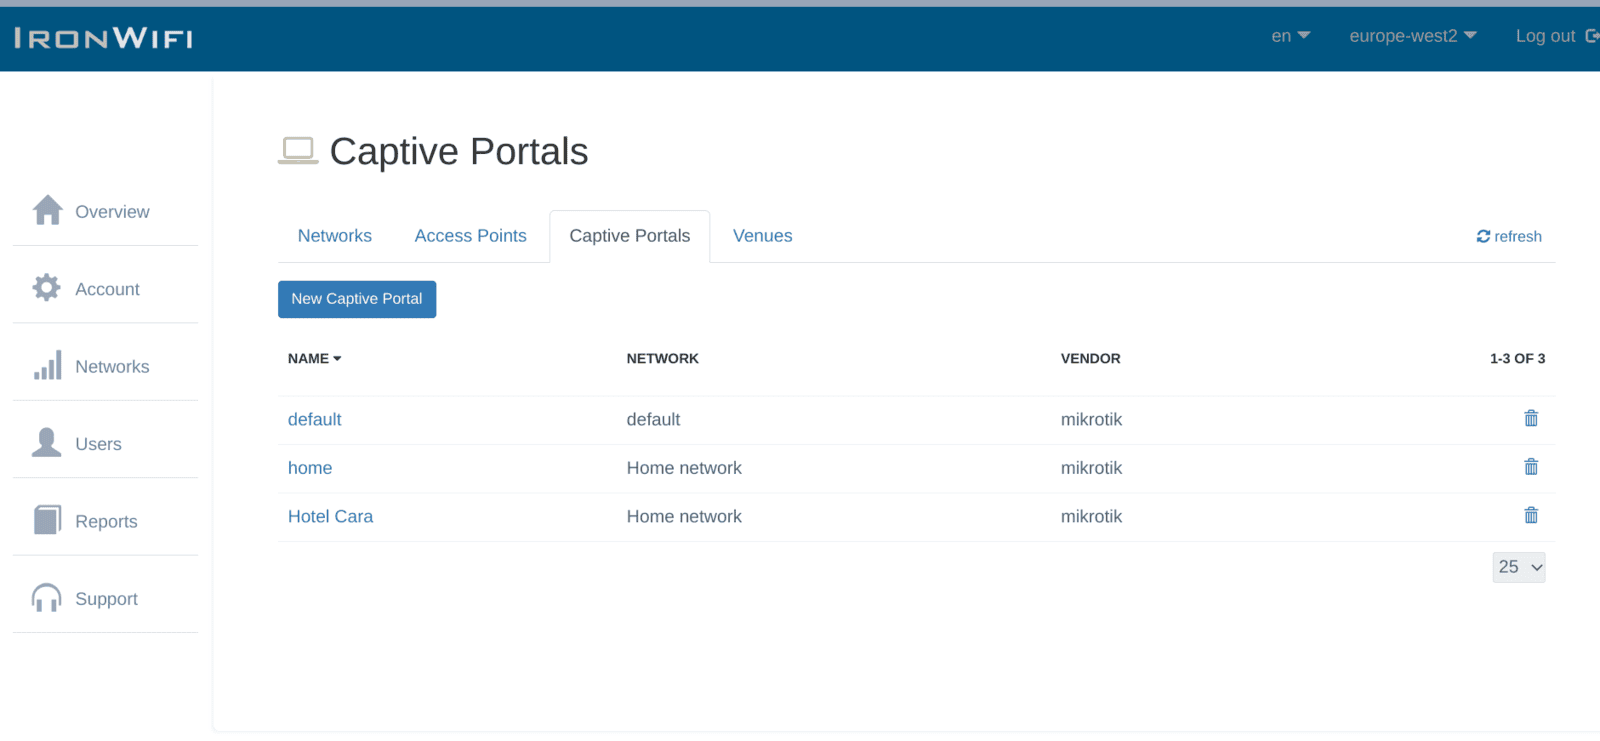 IRONWIFI
en
europe-west2
Log out
Captive Portals
Overview
Account
Networks
Users
Reports
Support
Networks
Access Points
Captive Portals
Venues
refresh
New Captive Portal
NAME NETWORK VENDOR 1-3 OF 3
default default mikrotik
home Home network mikrotik
Hotel Cara Home network mikrotik
25